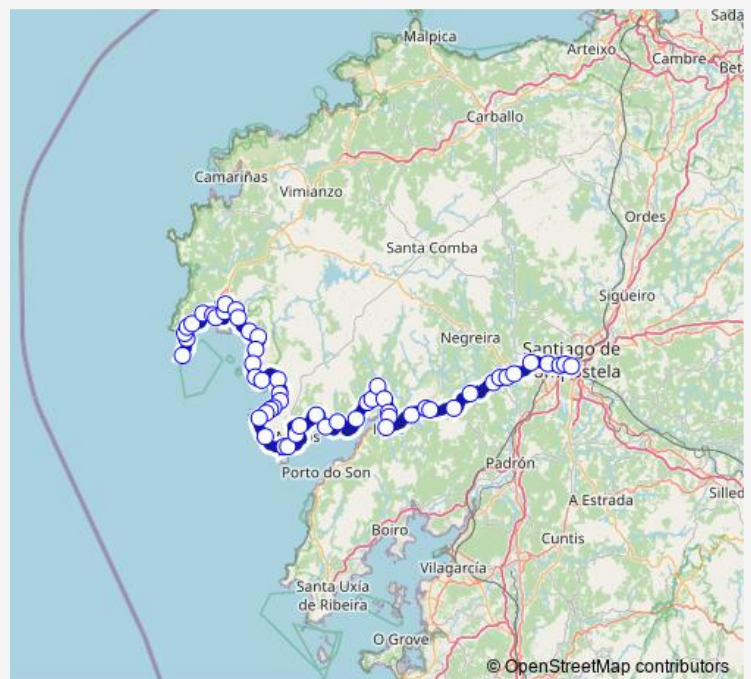 Sada
Malpica
Arteixo
Cambre
Bet
Carballo
Camariñas
Vimianzo
Ordes
Santa Comba
Sigüeiro
Negreira
Santiago de
Padrón
Porto do Son
A Estrada
Silled
Boiro
Cuntis
Vilagarcía
Santa Uxía
de Ribeira
O Grove
© OpenStreetMap contributors